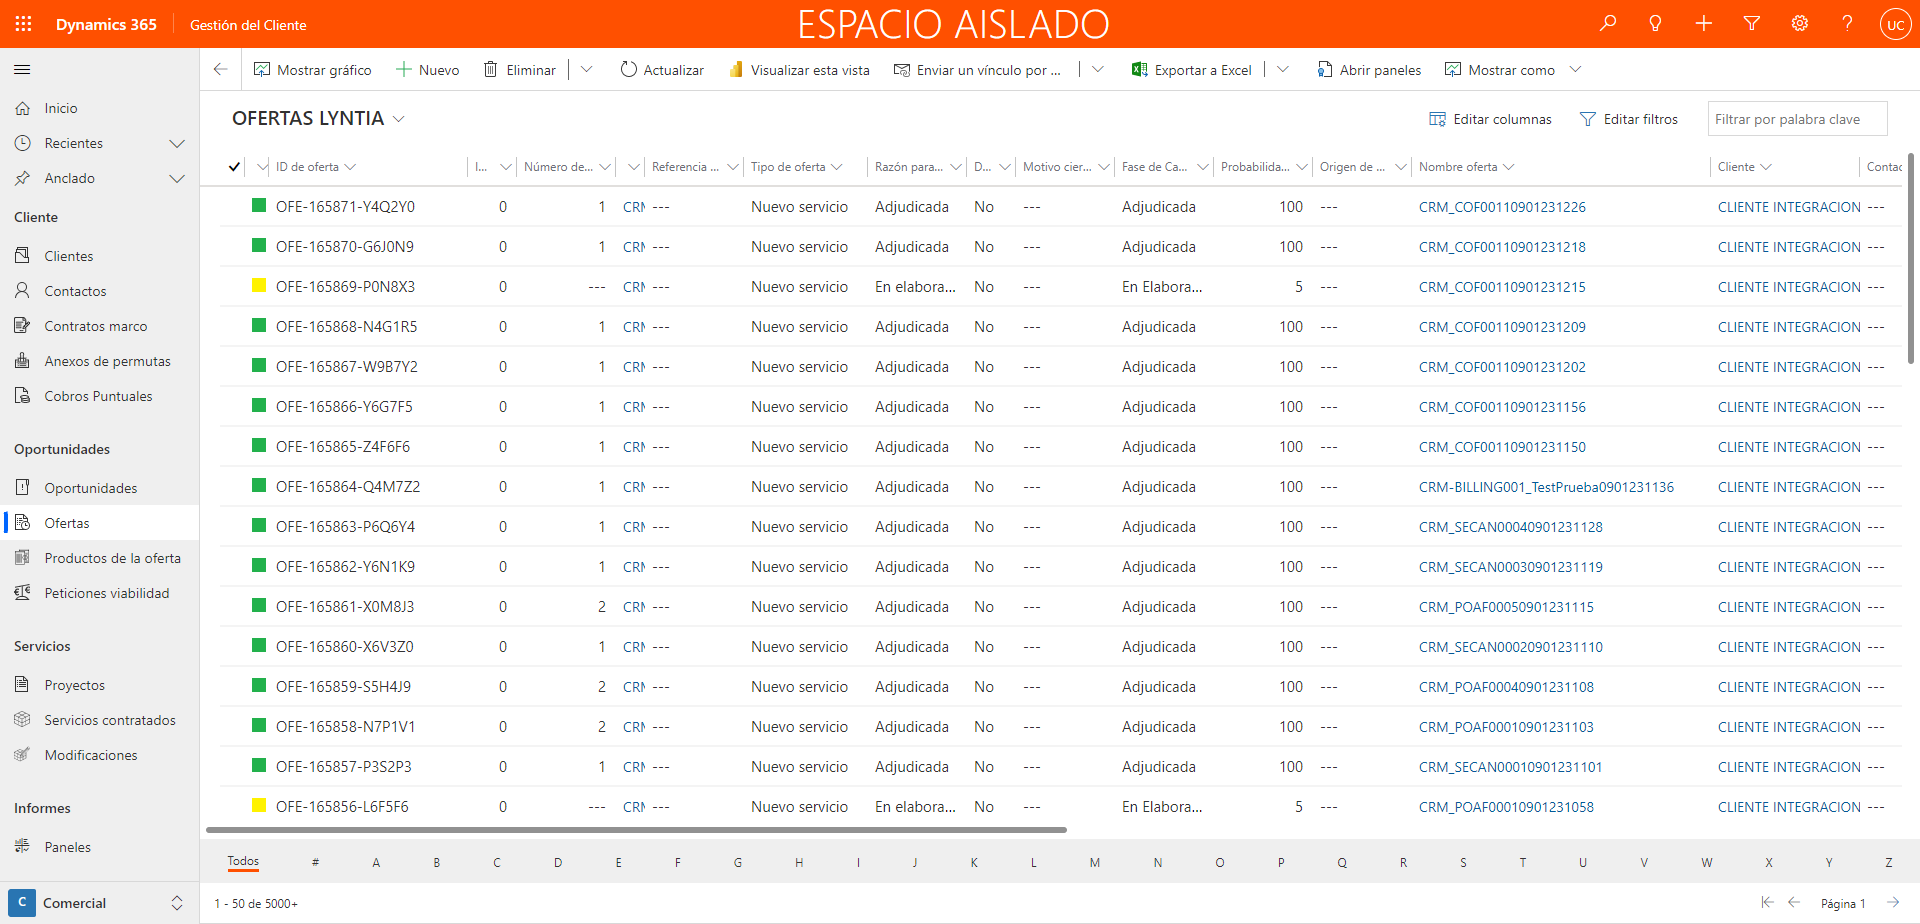 Dynamics 365
Gestión del Cliente
ESPACIO AISLADO
UC
Mostrar gráfico
Nuevo
Eliminar
Actualizar
Visualizar esta vista
Enviar un vínculo por ...
Exportar a Excel
Abrir paneles
Mostrar como
Inicio
Recientes
Anclado
Cliente
Clientes
Contactos
Contratos marco
Anexos de permutas
Cobros Puntuales
Oportunidades
Oportunidades
Ofertas
Productos de la oferta
Peticiones viabilidad
Servicios
Proyectos
Servicios contratados
Modificaciones
Informes
Paneles
C Comercial
OFERTAS LYNTIA
Editar columnas
Editar filtros
Filtrar por palabra clave
ID de oferta I... Número de... Referencia ... Tipo de oferta Razón para... D... Motivo cier... Fase de Ca... Probabilida... Origen de ... Nombre oferta Cliente Contac
OFE-165871-Y4Q2Y0 0 1 CRM --- Nuevo servicio Adjudicada No --- Adjudicada 100 --- CRM_COF00110901231226 CLIENTE INTEGRACION ---
OFE-165870-G6J0N9 0 1 CRM --- Nuevo servicio Adjudicada No --- Adjudicada 100 --- CRM_COF00110901231218 CLIENTE INTEGRACION ---
OFE-165869-P0N8X3 0 --- CRM --- Nuevo servicio En elabora... No --- En Elabora... 5 --- CRM_COF00110901231215 CLIENTE INTEGRACION ---
OFE-165868-N4G1R5 0 1 CRM --- Nuevo servicio Adjudicada No --- Adjudicada 100 --- CRM_COF00110901231209 CLIENTE INTEGRACION ---
OFE-165867-W9B7Y2 0 1 CRM --- Nuevo servicio Adjudicada No --- Adjudicada 100 --- CRM_COF00110901231202 CLIENTE INTEGRACION ---
OFE-165866-Y6G7F5 0 1 CRM --- Nuevo servicio Adjudicada No --- Adjudicada 100 --- CRM_COF00110901231156 CLIENTE INTEGRACION ---
OFE-165865-Z4F6F6 0 1 CRM --- Nuevo servicio Adjudicada No --- Adjudicada 100 --- CRM_COF00110901231150 CLIENTE INTEGRACION ---
OFE-165864-Q4M7Z2 0 1 CRM --- Nuevo servicio Adjudicada No --- Adjudicada 100 --- CRM-BILLING001_TestPrueba0901231136 CLIENTE INTEGRACION ---
OFE-165863-P6Q6Y4 0 1 CRM --- Nuevo servicio Adjudicada No --- Adjudicada 100 --- CRM_SECAN00040901231128 CLIENTE INTEGRACION ---
OFE-165862-Y6N1K9 0 1 CRM --- Nuevo servicio Adjudicada No --- Adjudicada 100 --- CRM_SECAN00030901231119 CLIENTE INTEGRACION ---
OFE-165861-X0M8J3 0 2 CRM --- Nuevo servicio Adjudicada No --- Adjudicada 100 --- CRM_POAF00050901231115 CLIENTE INTEGRACION ---
OFE-165860-X6V3Z0 0 1 CRM --- Nuevo servicio Adjudicada No --- Adjudicada 100 --- CRM_SECAN00020901231110 CLIENTE INTEGRACION ---
OFE-165859-S5H4J9 0 2 CRM --- Nuevo servicio Adjudicada No --- Adjudicada 100 --- CRM_POAF00040901231108 CLIENTE INTEGRACION ---
OFE-165858-N7P1V1 0 2 CRM --- Nuevo servicio Adjudicada No --- Adjudicada 100 --- CRM_POAF00010901231103 CLIENTE INTEGRACION ---
OFE-165857-P3S2P3 0 1 CRM --- Nuevo servicio Adjudicada No --- Adjudicada 100 --- CRM_SECAN00010901231101 CLIENTE INTEGRACION ---
OFE-165856-L6F5F6 0 --- CRM --- Nuevo servicio En elabora... No --- En Elabora... 5 --- CRM_POAF00010901231058 CLIENTE INTEGRACION ---
Todos # A B C D E F G H I J K L M N O P Q R S T U V W X Y Z
1 - 50 de 5000+
Página 1